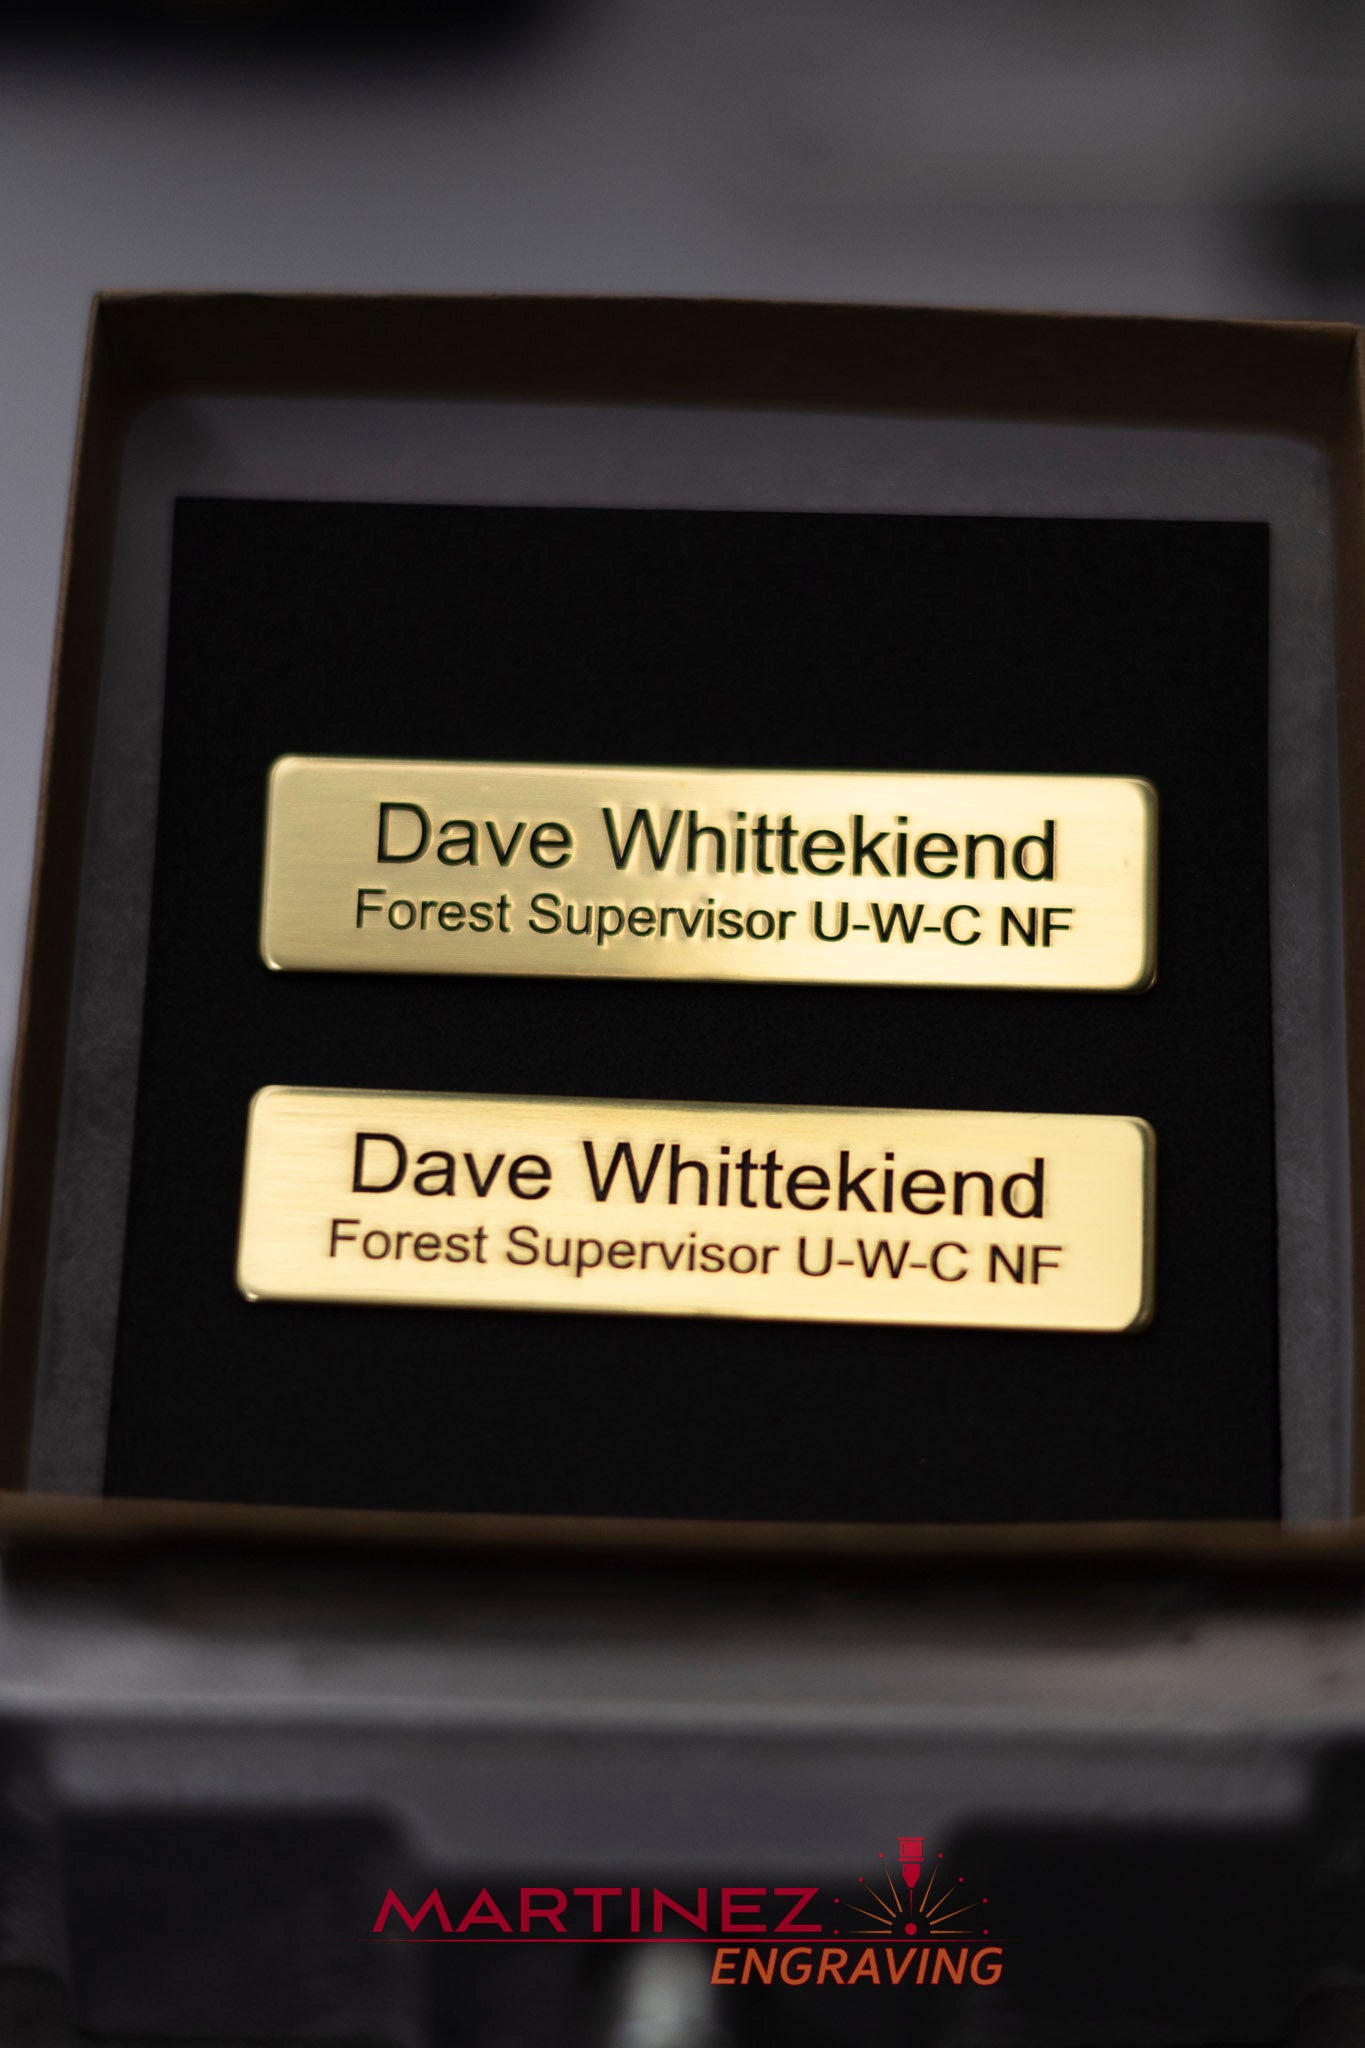 Dave Whittekiend
Forest Supervisor U-W-C NF
Dave Whittekiend
Forest Supervisor U-W-C NF
MARTINEZ
ENGRAVING